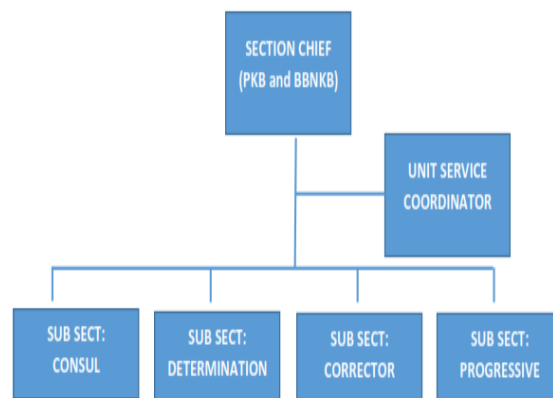 SECTION CHIEF
(PKB and BBNKB)
UNIT SERVICE
COORDINATOR
SUB SECT:
CONSUL
SUB SECT:
DETERMINATION
SUB SECT:
CORRECTOR
SUB SECT:
PROGRESSIVE